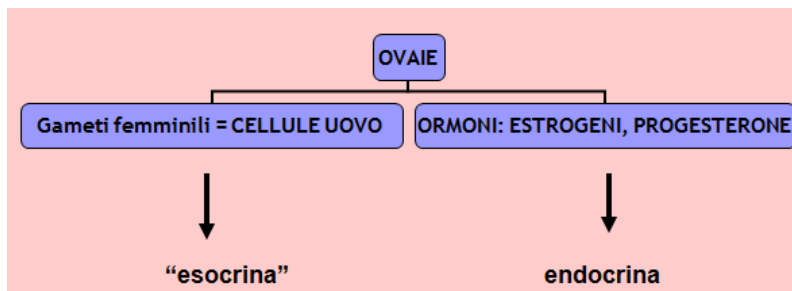 OVAIE
Gameti femminili = CELLULE UOVO
ORMONI: ESTROGENI, PROGESTERONE
“esocrina”
endocrina